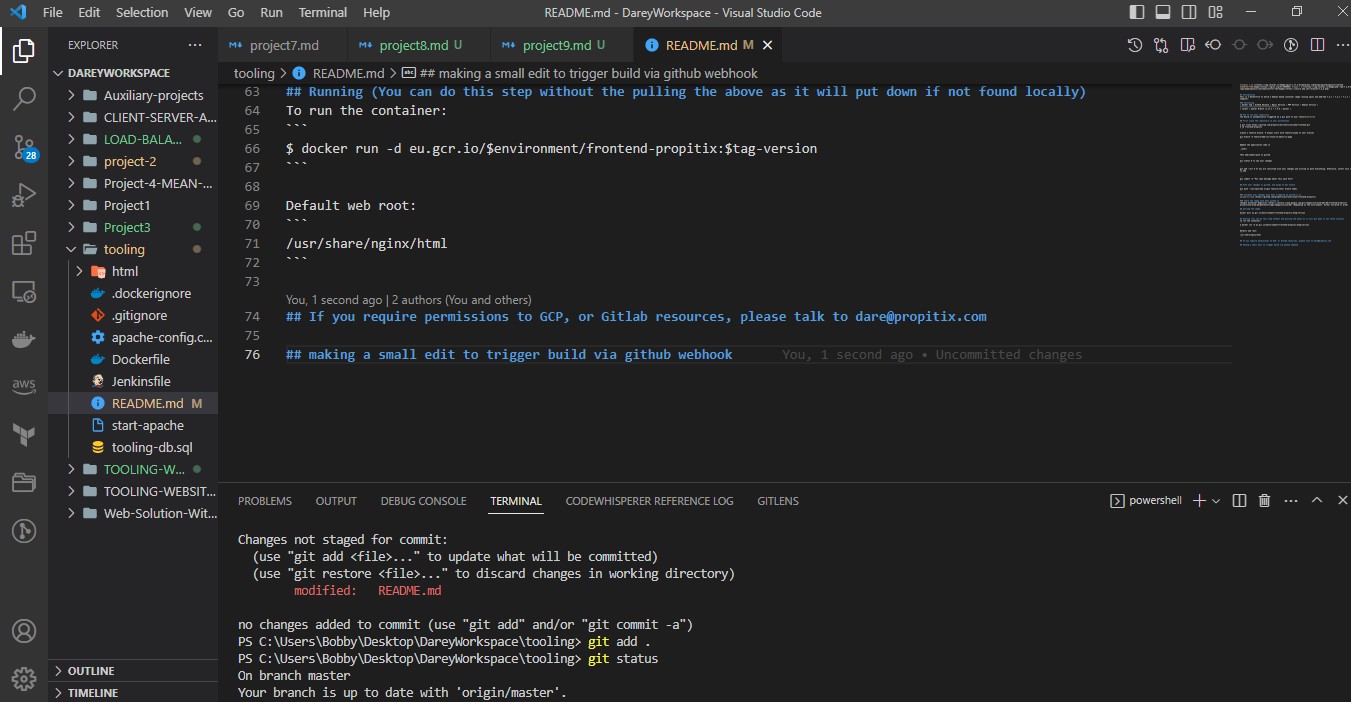 File Edit Selection View Go Run Terminal Help README.md - DareyWorkspace - Visual Studio Code
EXPLORER ...
project7.md project8.md U project9.md U README.md M
DAREYWORKSPACE
Auxiliary-projects
CLIENT-SERVER-A...
LOAD-BALA...
project-2
Project-4-MEAN-...
Project1
Project3
tooling
html
.dockerignore
.gitignore
apache-config.c...
Dockerfile
Jenkinsfile
README.md M
start-apache
tooling-db.sql
TOOLING-W...
TOOLING-WEBSIT...
Web-Solution-Wit...
OUTLINE
TIMELINE
28
aws
tooling > README.md > ## making a small edit to trigger build via github webhook
63 ## Running (You can do this step without the pulling the above as it will put down if not found locally)
64 To run the container:
65 ```
66 $ docker run -d eu.gcr.io/$environment/frontend-propitix:$tag-version
67 ```
68
69 Default web root:
70 ```
71 /usr/share/nginx/html
72 ```
73
You, 1 second ago | 2 authors (You and others)
74 ## If you require permissions to GCP, or Gitlab resources, please talk to dare@propitix.com
75
76 ## making a small edit to trigger build via github webhook You, 1 second ago • Uncommitted changes
PROBLEMS OUTPUT DEBUG CONSOLE TERMINAL CODEWHISPERER REFERENCE LOG GITLENS powershell
Changes not staged for commit:
(use "git add <file>..." to update what will be committed)
(use "git restore <file>..." to discard changes in working directory)
modified: README.md
no changes added to commit (use "git add" and/or "git commit -a")
PS C:\Users\Bobby\Desktop\DareyWorkspace\tooling> git add .
PS C:\Users\Bobby\Desktop\DareyWorkspace\tooling> git status
On branch master
Your branch is up to date with 'origin/master'.